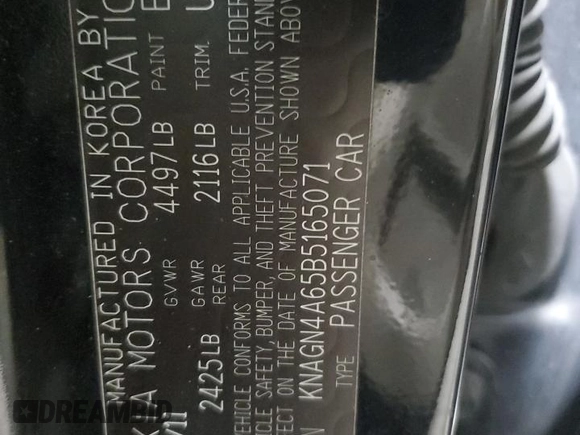 MANUFACTURED IN KOREA BY
KIA MOTORS CORPORATIO
GVWR 4497LB PAINT
2425LB GAWR REAR 2116LB TRIM
VEHICLE CONFORMS TO ALL APPLICABLE U.S.A. FEDER
VEHICLE SAFETY, BUMPER, AND THEFT PREVENTION STAN
FECT ON THE DATE OF MANUFACTURE SHOWN ABOV
N KNAGN4A65B5165071
TYPE PASSENGER CAR
DREAMBID